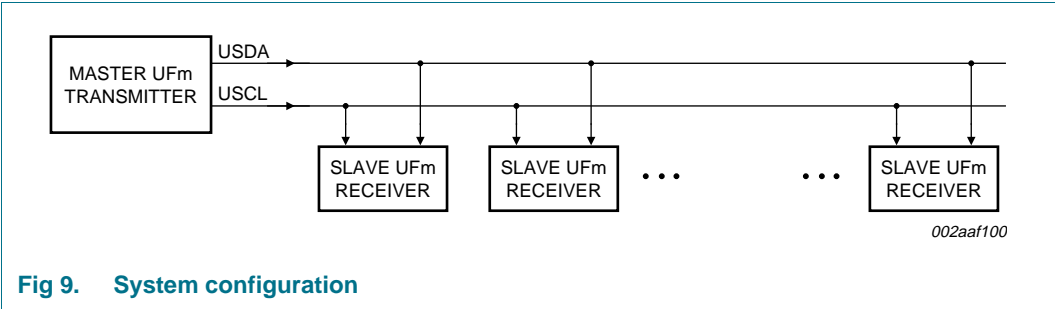 USDA
MASTER UFm
TRANSMITTER
USCL
SLAVE UFm
RECEIVER
SLAVE UFm
RECEIVER
SLAVE UFm
RECEIVER
002aaf100
Fig 9. System configuration